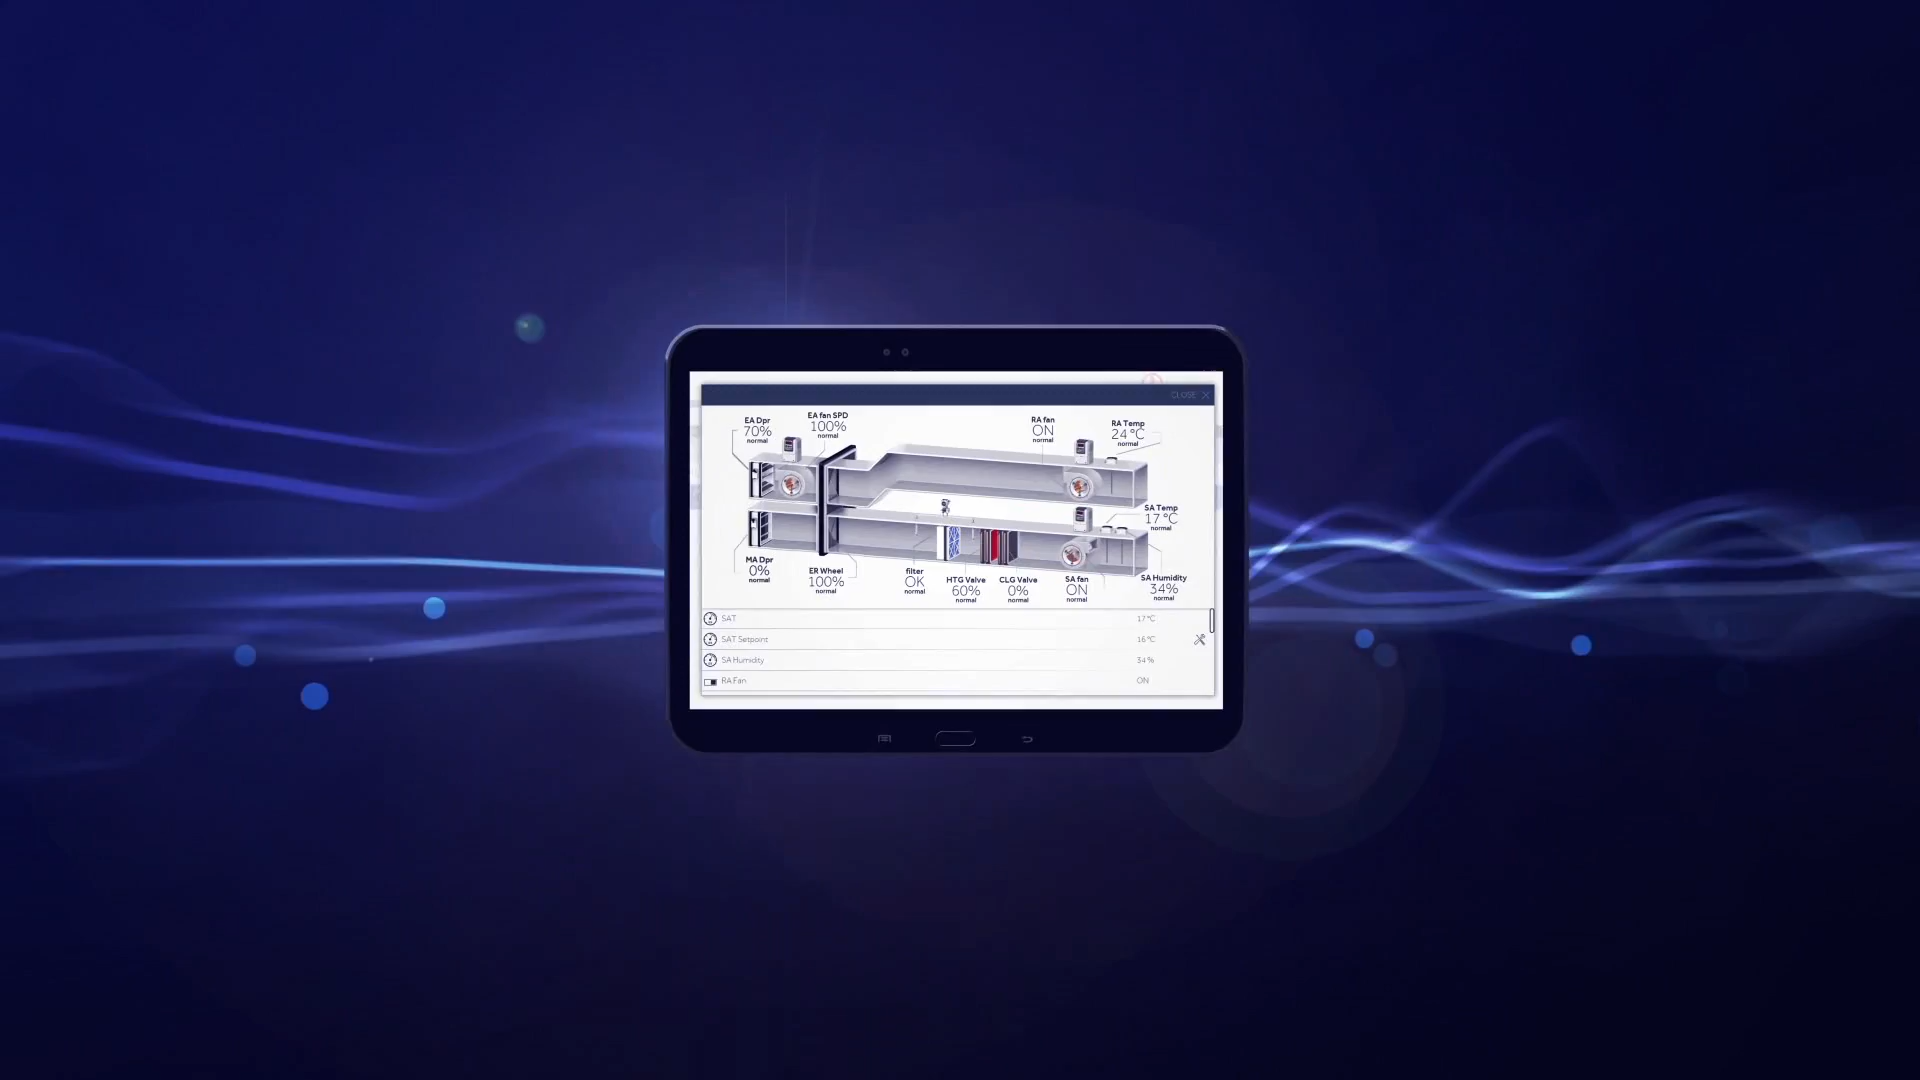 CLOSE
EA Dpr
70%
normal
EA fan SPD
100%
normal
RA fan
ON
normal
RA Temp
24 °C
normal
SA Temp
17 °C
normal
MA Dpr
0%
normal
ER Wheel
100%
normal
filter
OK
normal
HTG Valve
60%
normal
CLG Valve
0%
normal
SA fan
ON
normal
SA Humidity
34%
normal
SAT 17 °C
SAT Setpoint 16 °C
SA Humidity 34 %
RA Fan ON